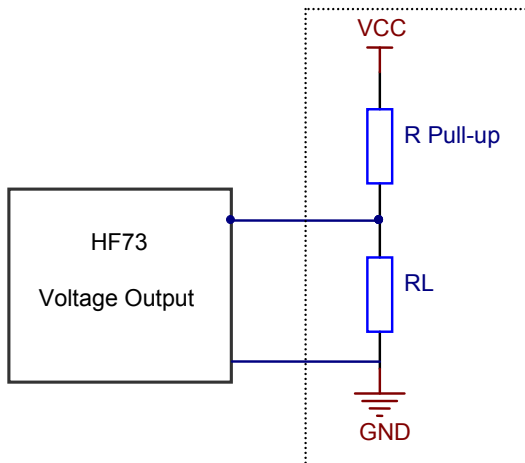 VCC
R Pull-up
HF73
Voltage Output
RL
GND